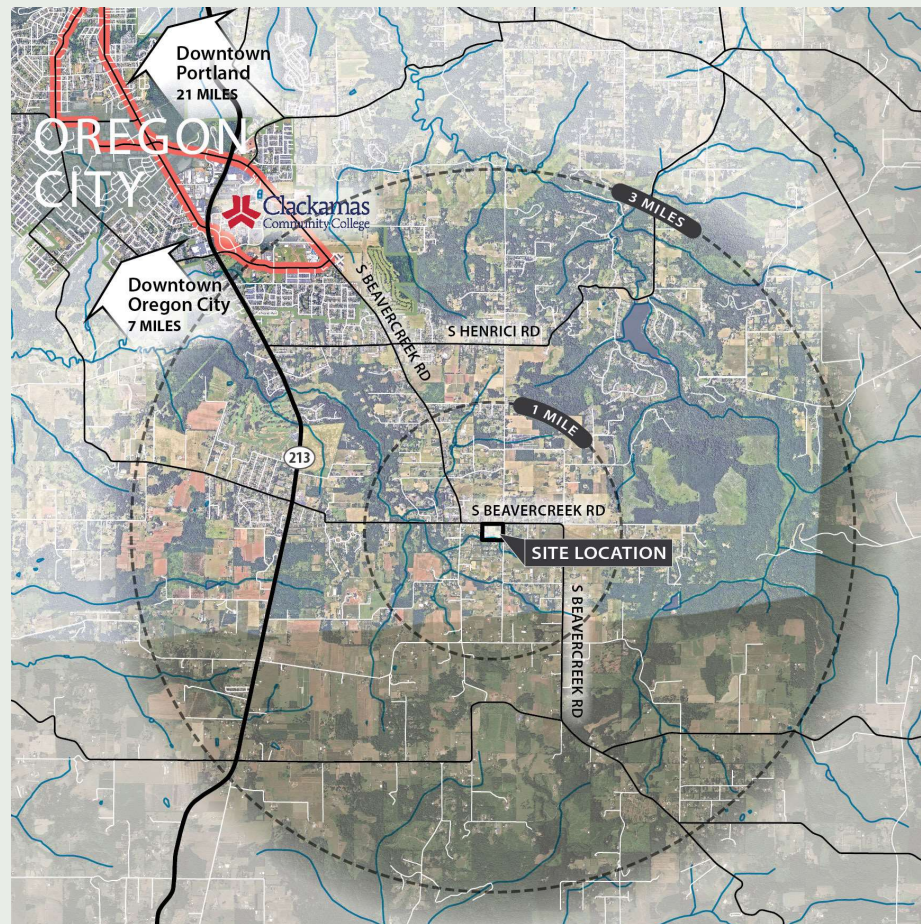 Downtown
Portland
21 MILES
OREGON
CITY
Clackamas
Community College
3 MILES
Downtown
Oregon City
7 MILES
S BEAVERCREEK RD
S HENRICI RD
1 MILE
213
S BEAVERCREEK RD
SITE LOCATION
S BEAVERCREEK RD